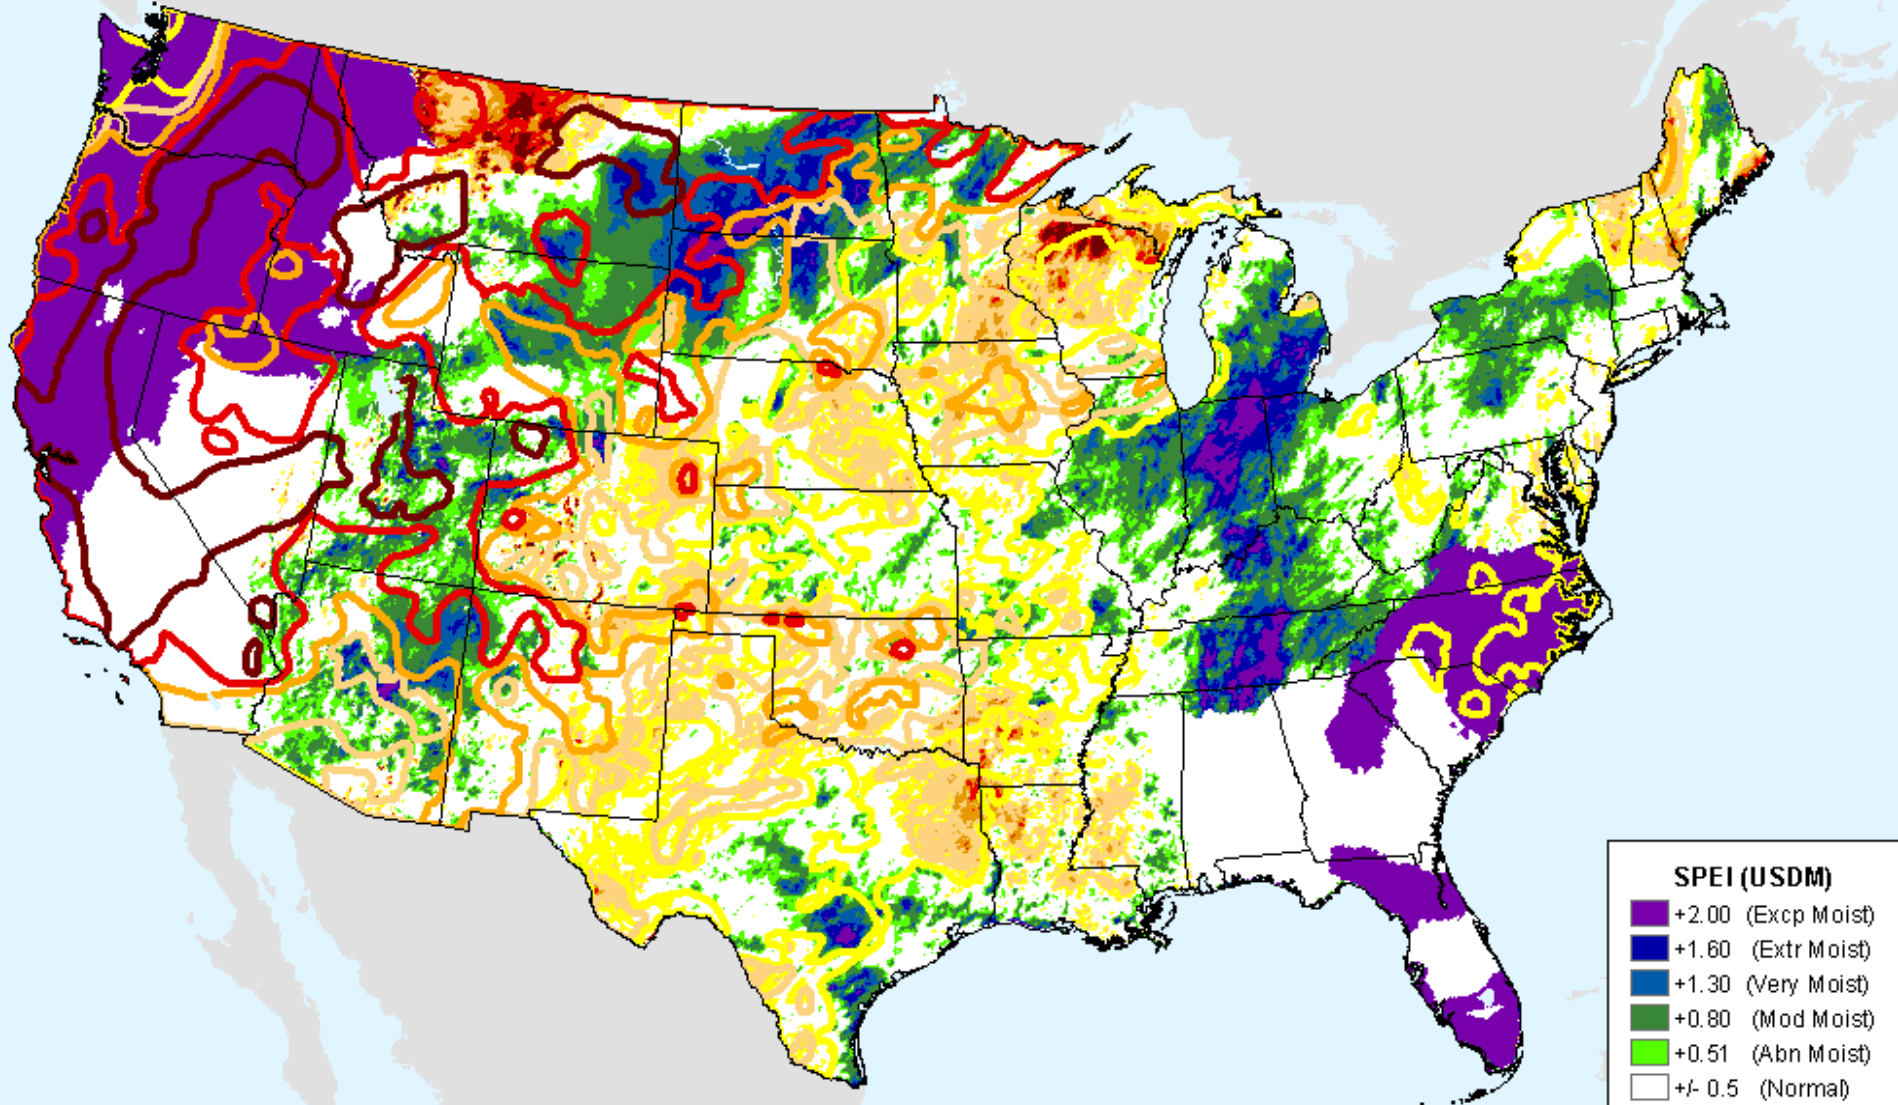 SPEI (USDM)
+2.00 (Excp Moist)
+1.60 (Extr Moist)
+1.30 (Very Moist)
+0.80 (Mod Moist)
+0.51 (Abn Moist)
+/- 0.5 (Normal)